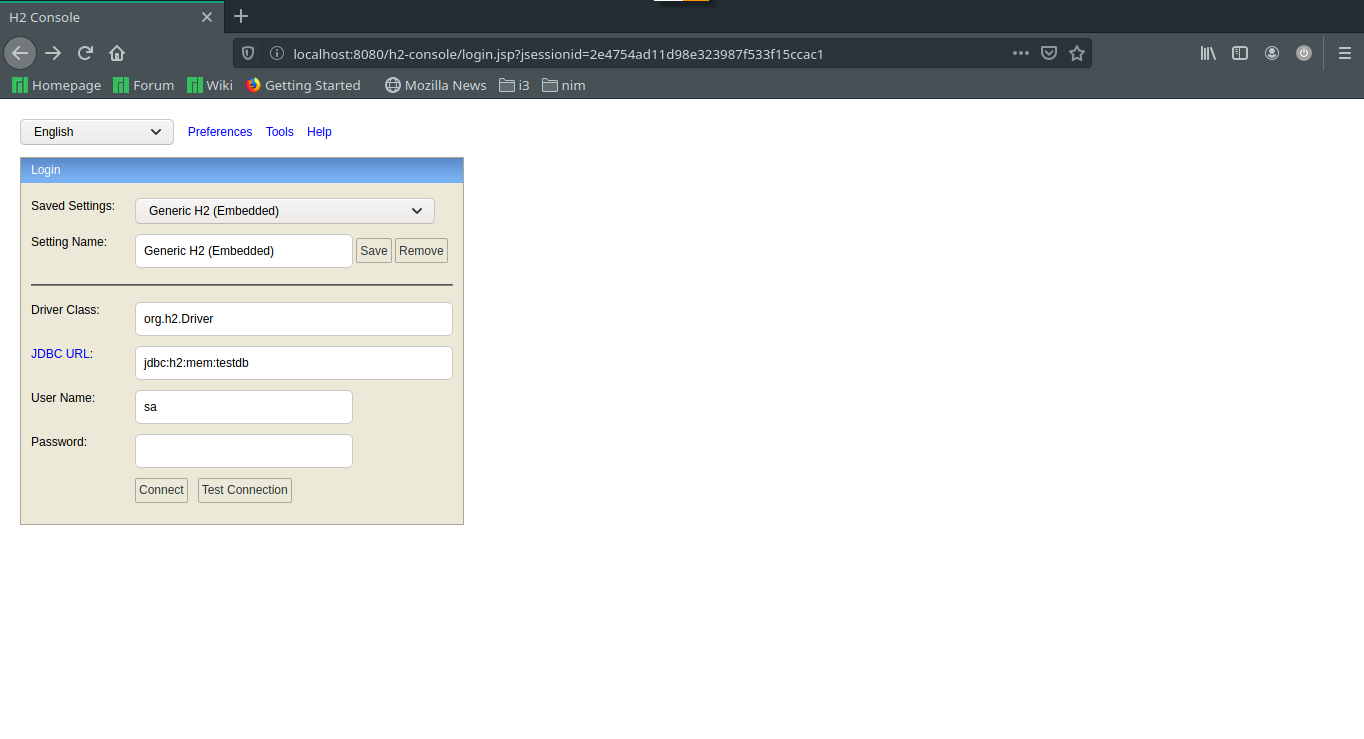 H2 Console
localhost:8080/h2-console/login.jsp?jsessionid=2e4754ad11d98e323987f533f15ccac1
Homepage Forum Wiki Getting Started Mozilla News i3 nim
English Preferences Tools Help
Login
Saved Settings: Generic H2 (Embedded)
Setting Name: Generic H2 (Embedded) Save Remove
Driver Class: org.h2.Driver
JDBC URL: jdbc:h2:mem:testdb
User Name: sa
Password:
Connect Test Connection